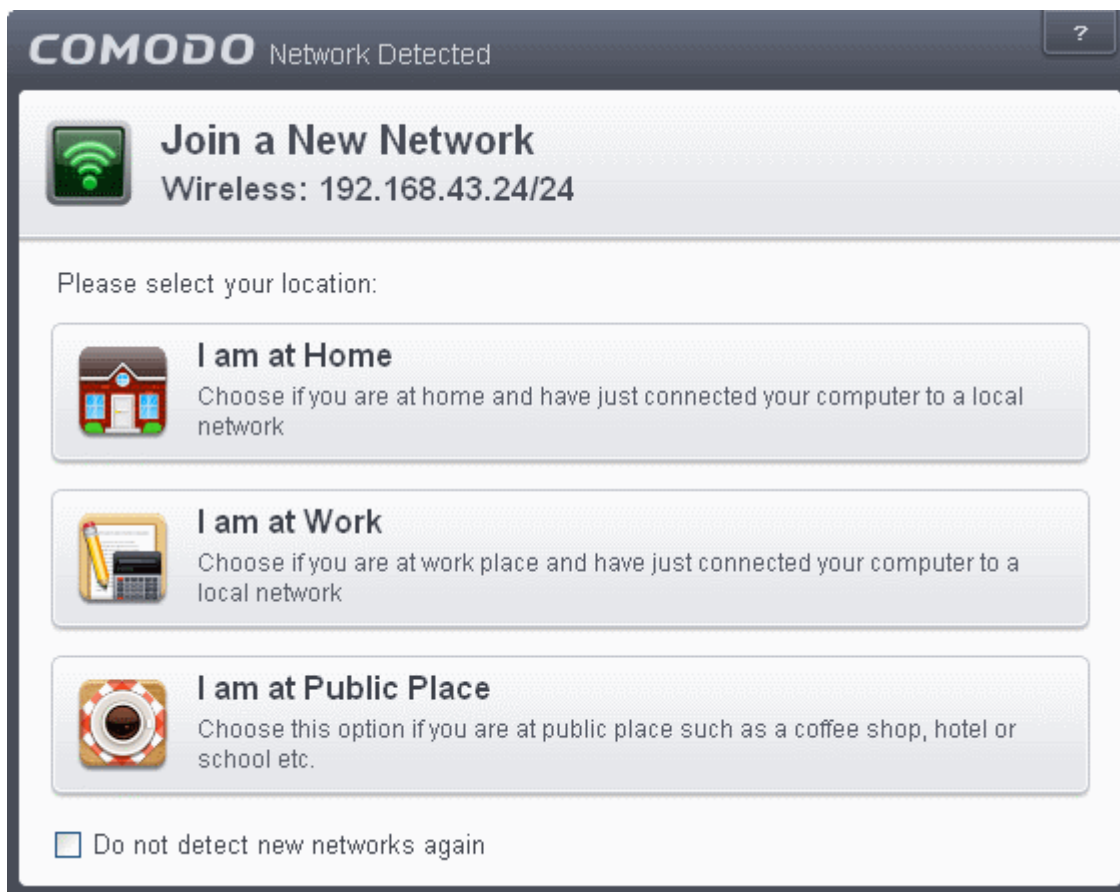 COMODO Network Detected
?
Join a New Network
Wireless: 192.168.43.24/24
Please select your location:
I am at Home
Choose if you are at home and have just connected your computer to a local
network
I am at Work
Choose if you are at work place and have just connected your computer to a
local network
I am at Public Place
Choose this option if you are at public place such as a coffee shop, hotel or
school etc.
Do not detect new networks again